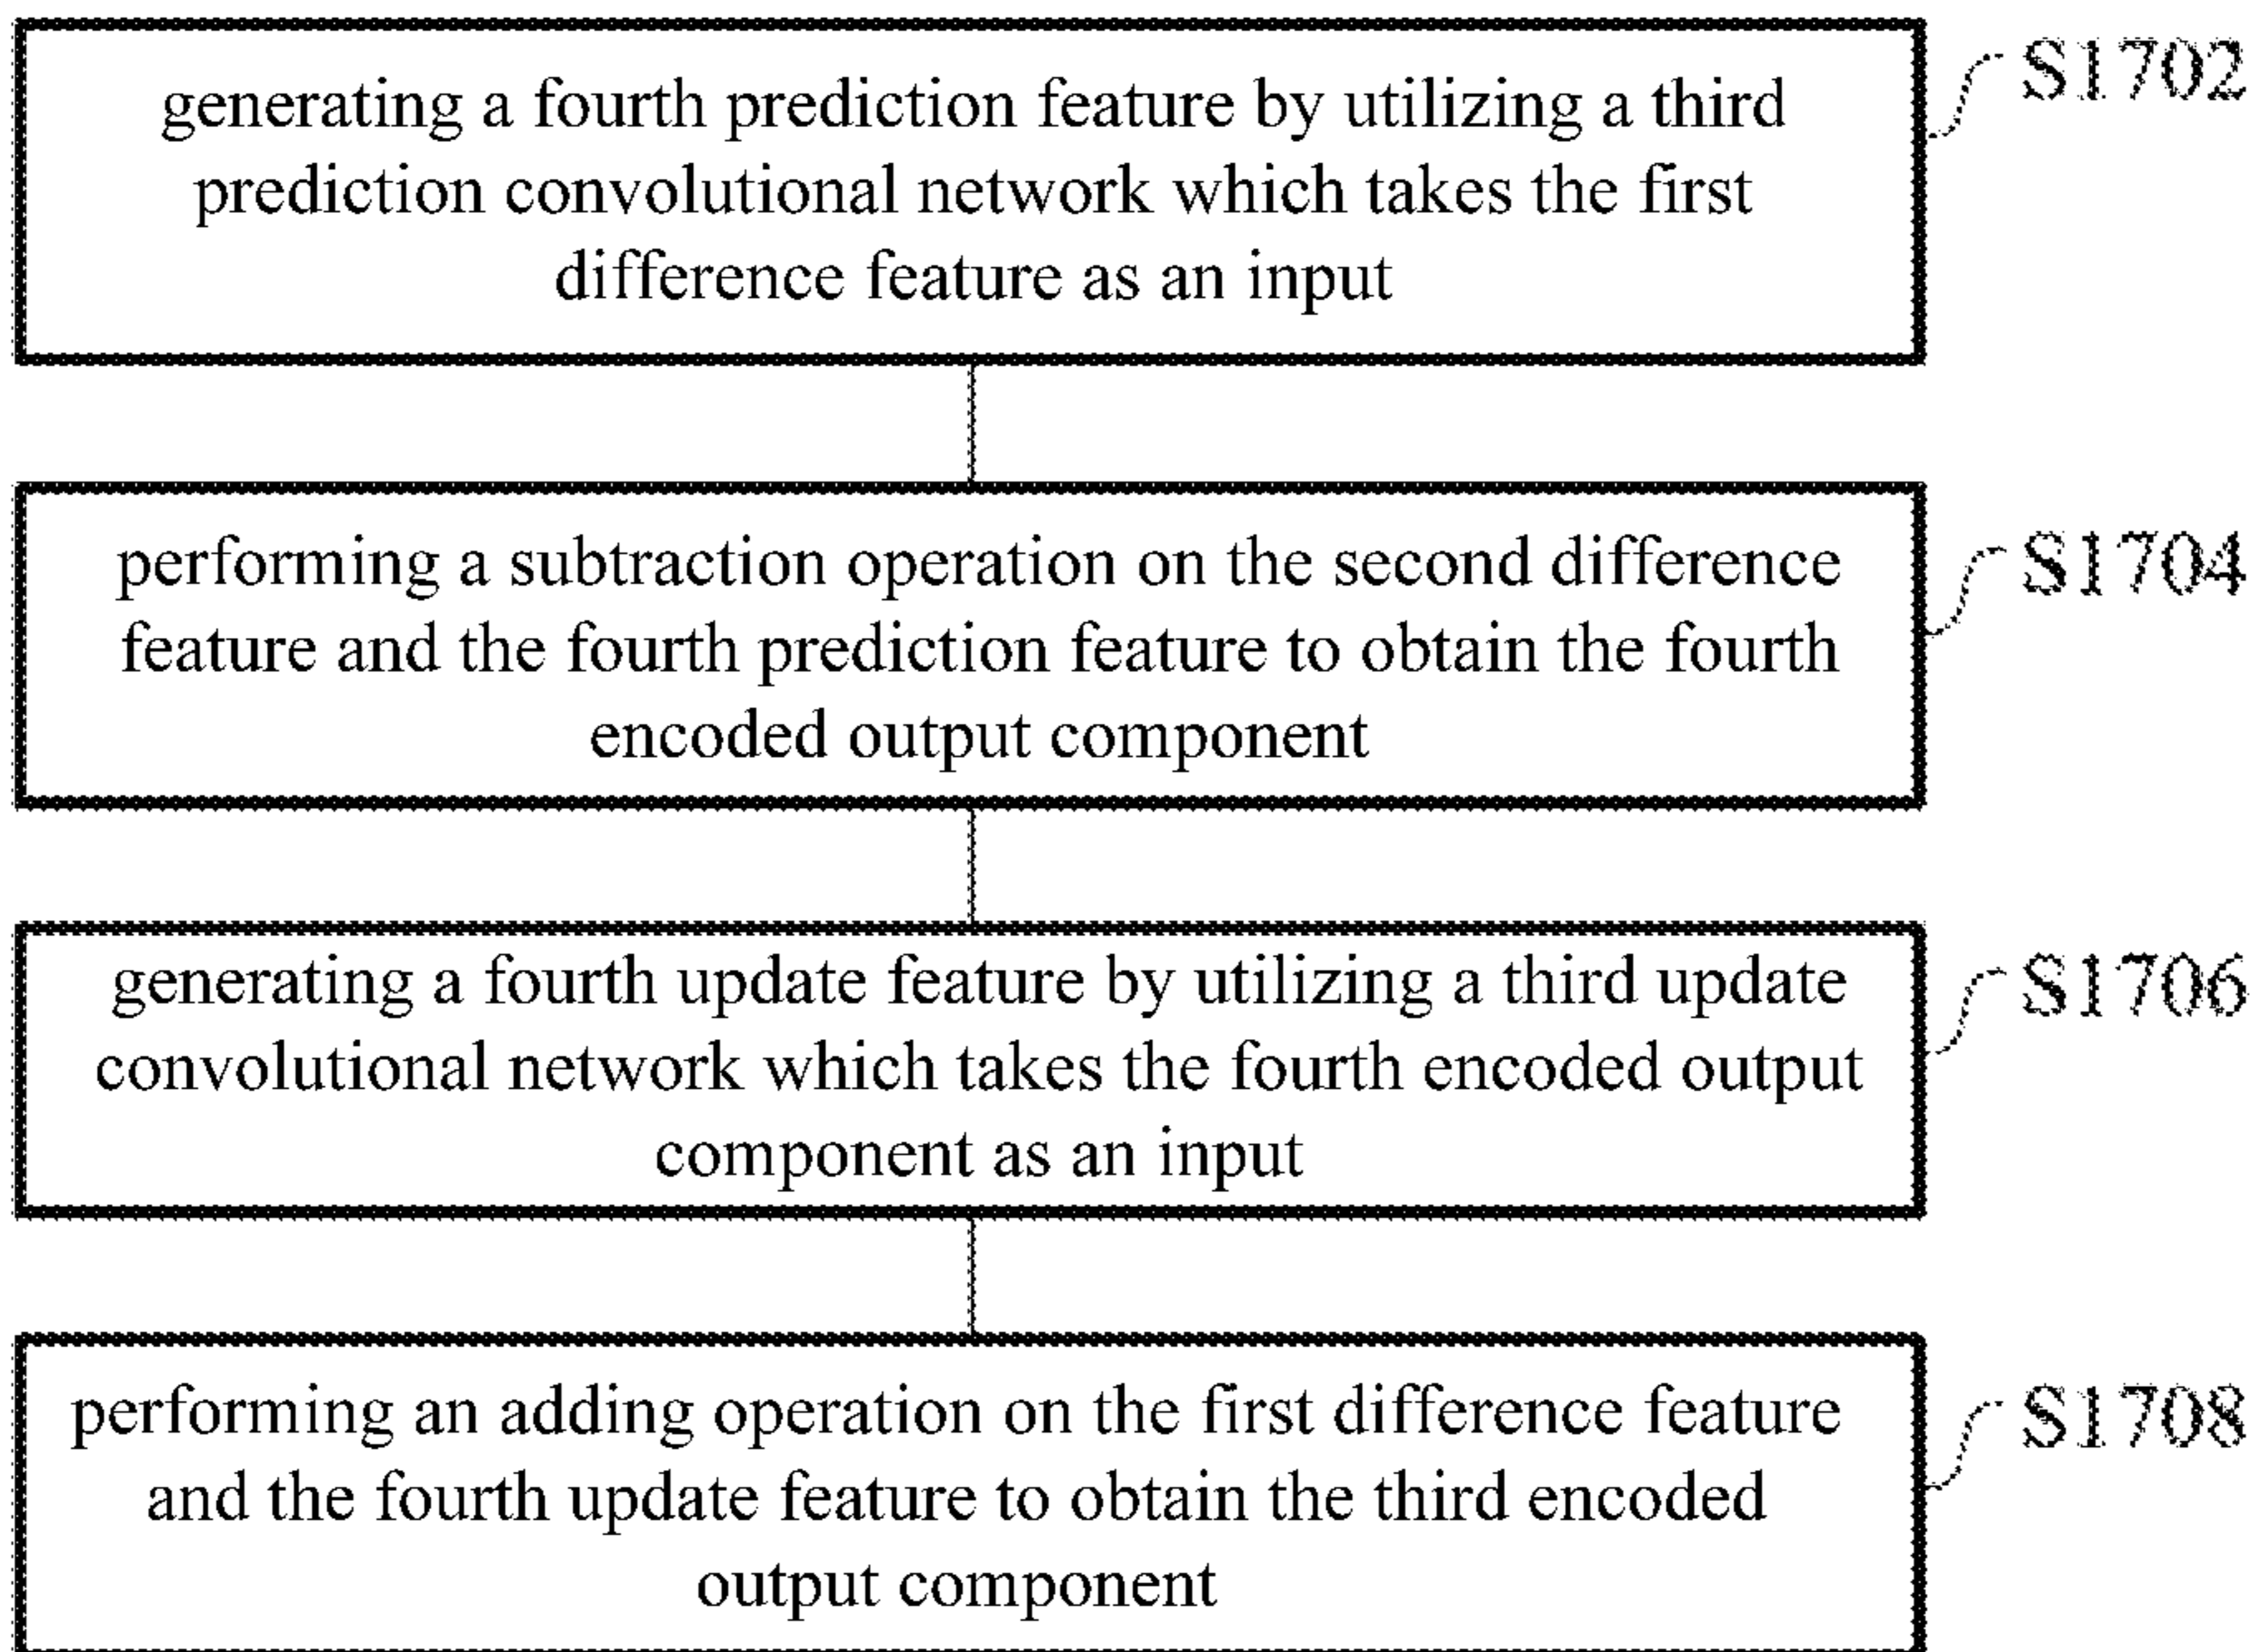 generating a fourth prediction feature by utilizing a third
prediction convolutional network which takes the first
difference feature as an input
S1702
performing a subtraction operation on the second difference
feature and the fourth prediction feature to obtain the fourth
encoded output component
S1704
generating a fourth update feature by utilizing a third update
convolutional network which takes the fourth encoded output
component as an input
S1706
performing an adding operation on the first difference feature
and the fourth update feature to obtain the third encoded
output component
S1708